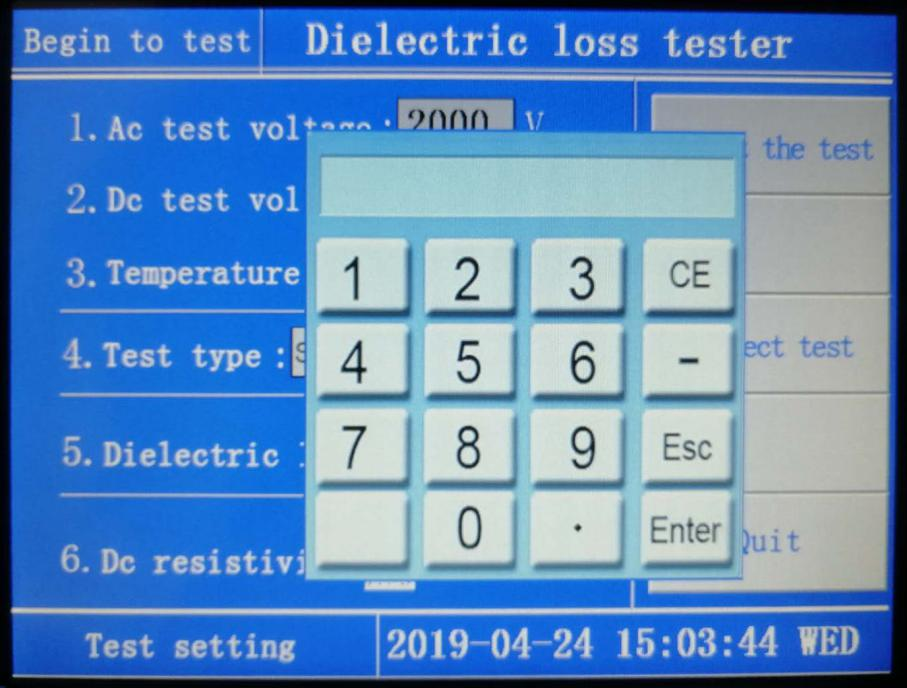 Begin to test
Dielectric loss tester
1. Ac test voltage: 2000 V
2. Dc test vol
3. Temperature
4. Test type:
5. Dielectric
6. Dc resistivi
1 2 3 CE
4 5 6 -
7 8 9 Esc
0 . Enter
the test
ect test
Quit
Test setting
2019-04-24 15:03:44 WED